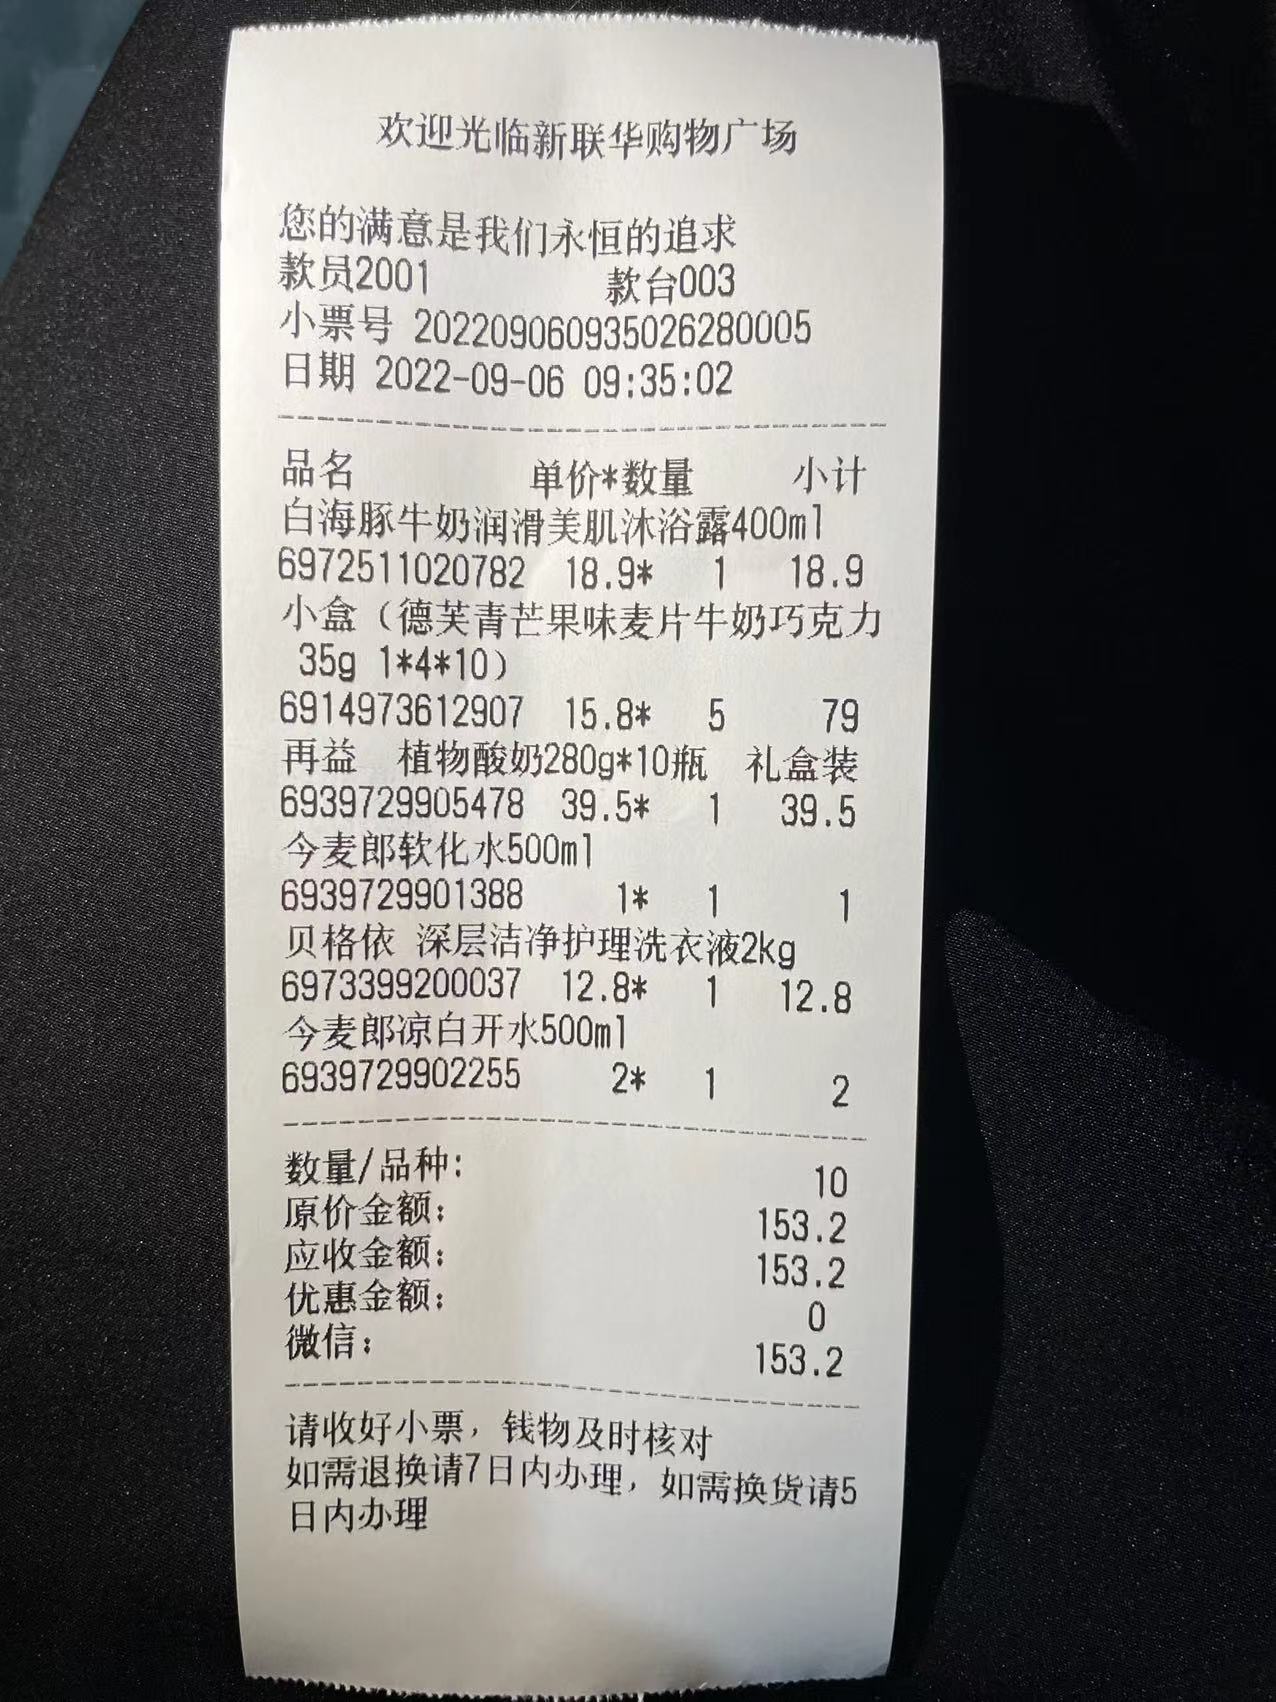 欢迎光临新联华购物广场
您的满意是我们永恒的追求
款员2001 款台003
小票号 202209060935026280005
日期 2022-09-06 09:35:02
品名 单价*数量 小计
白海豚牛奶润滑美肌沐浴露400ml
6972511020782 18.9* 1 18.9
小盒（德芙青芒果味麦片牛奶巧克力
35g 1*4*10）
6914973612907 15.8* 5 79
再益 植物酸奶280g*10瓶 礼盒装
6939729905478 39.5* 1 39.5
今麦郎软化水500ml
6939729901388 1* 1 1
贝格依 深层洁净护理洗衣液2kg
6973399200037 12.8* 1 12.8
今麦郎凉白开水500ml
6939729902255 2* 1 2
数量/品种: 10
原价金额: 153.2
应收金额: 153.2
优惠金额: 0
微信: 153.2
请收好小票，钱物及时核对
如需退换请7日内办理，如需换货请5
日内办理